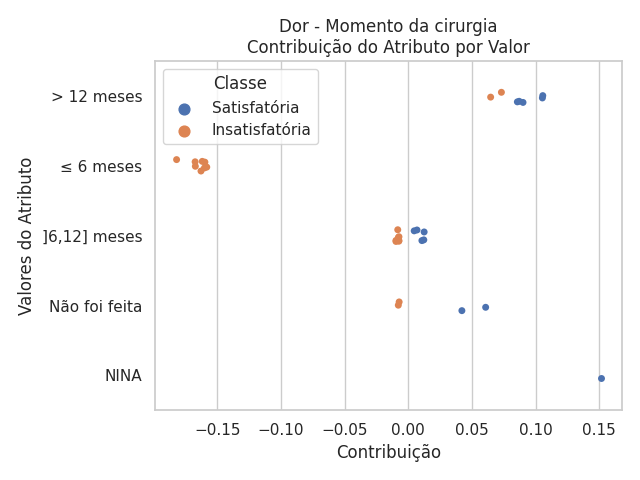 Dor - Momento da cirurgia
Contribuição do Atributo por Valor
Classe
Satisfatória
Insatisfatória
Valores do Atributo
> 12 meses
≤ 6 meses
]6,12] meses
Não foi feita
NINA
−0.15 −0.10 −0.05 0.00 0.05 0.10 0.15
Contribuição